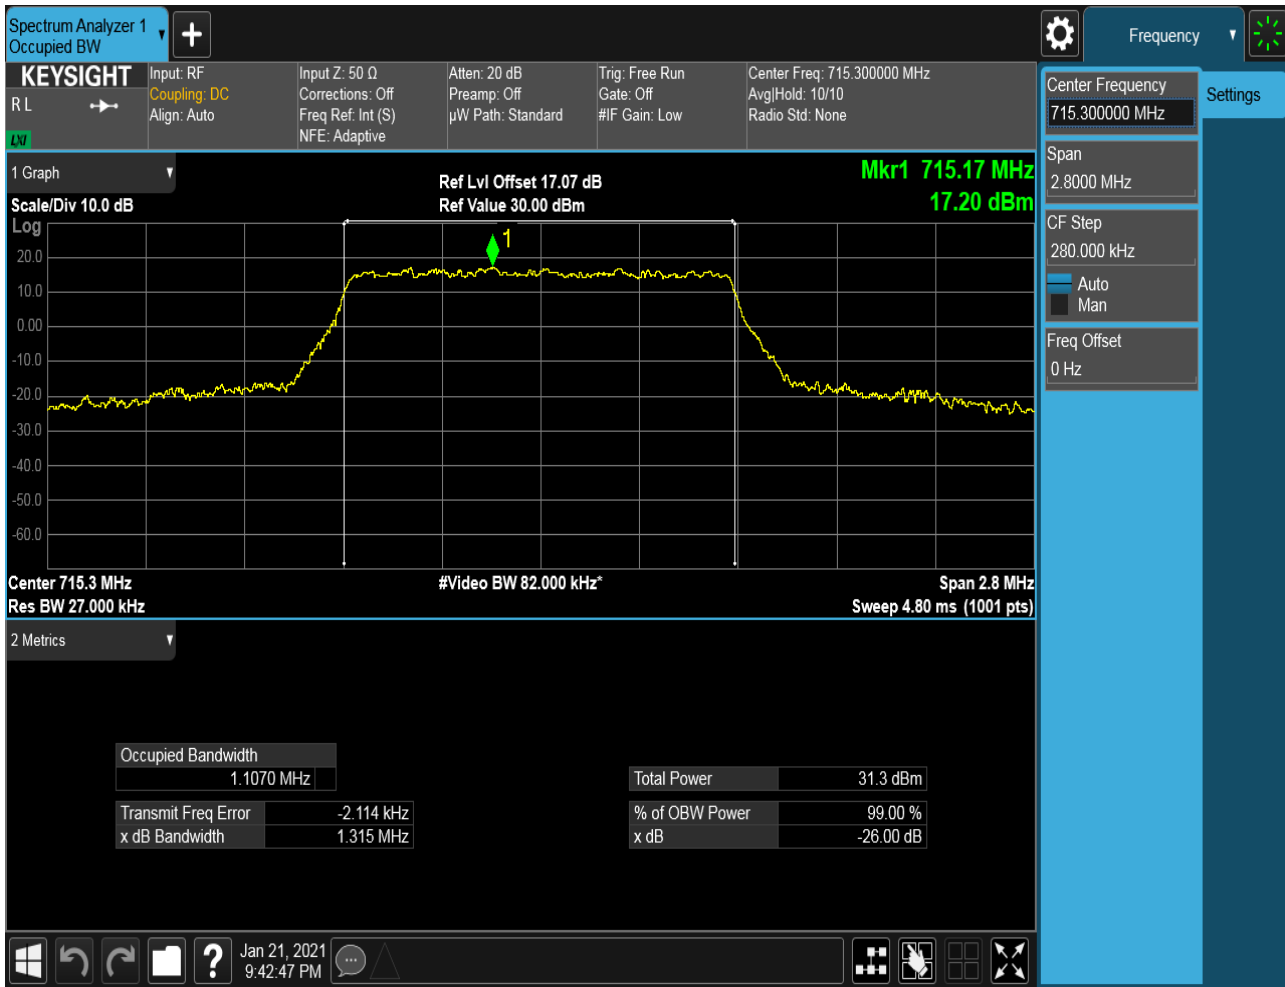 Spectrum Analyzer 1
Occupied BW
+
Frequency
KEYSIGHT
R L
LXI
Input: RF
Coupling: DC
Align: Auto
Input Z: 50 Ω
Corrections: Off
Freq Ref: Int (S)
NFE: Adaptive
Atten: 20 dB
Preamp: Off
µW Path: Standard
Trig: Free Run
Gate: Off
#IF Gain: Low
Center Freq: 715.300000 MHz
Avg|Hold: 10/10
Radio Std: None
Center Frequency
715.300000 MHz
Settings
Span
2.8000 MHz
CF Step
280.000 kHz
Auto
Man
Freq Offset
0 Hz
1 Graph
Scale/Div 10.0 dB
Ref Lvl Offset 17.07 dB
Ref Value 30.00 dBm
Mkr1 715.17 MHz
17.20 dBm
Log
1
20.0
10.0
0.00
-10.0
-20.0
-30.0
-40.0
-50.0
-60.0
Center 715.3 MHz
Res BW 27.000 kHz
#Video BW 82.000 kHz*
Span 2.8 MHz
Sweep 4.80 ms (1001 pts)
2 Metrics
Occupied Bandwidth
1.1070 MHz
Transmit Freq Error -2.114 kHz
x dB Bandwidth 1.315 MHz
Total Power 31.3 dBm
% of OBW Power 99.00 %
x dB -26.00 dB
?
Jan 21, 2021
9:42:47 PM